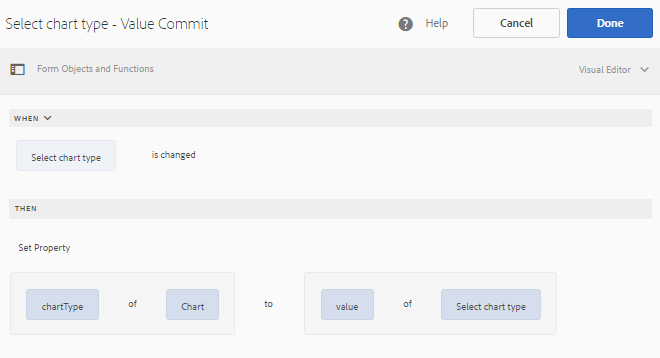 Select chart type - Value Commit
? Help Cancel Done
Form Objects and Functions Visual Editor
WHEN
Select chart type is changed
THEN
Set Property
chartType of Chart to value of Select chart type